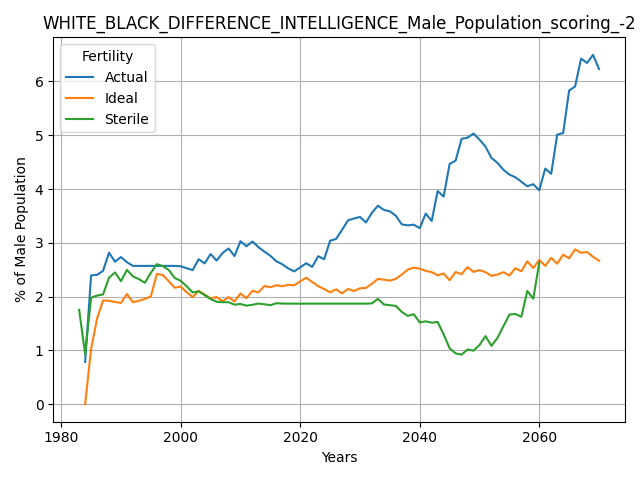 WHITE_BLACK_DIFFERENCE_INTELLIGENCE_Male_Population_scoring_-2
Fertility
Actual
Ideal
Sterile
% of Male Population
6
5
4
3
2
1
0
1980 2000 2020 2040 2060
Years